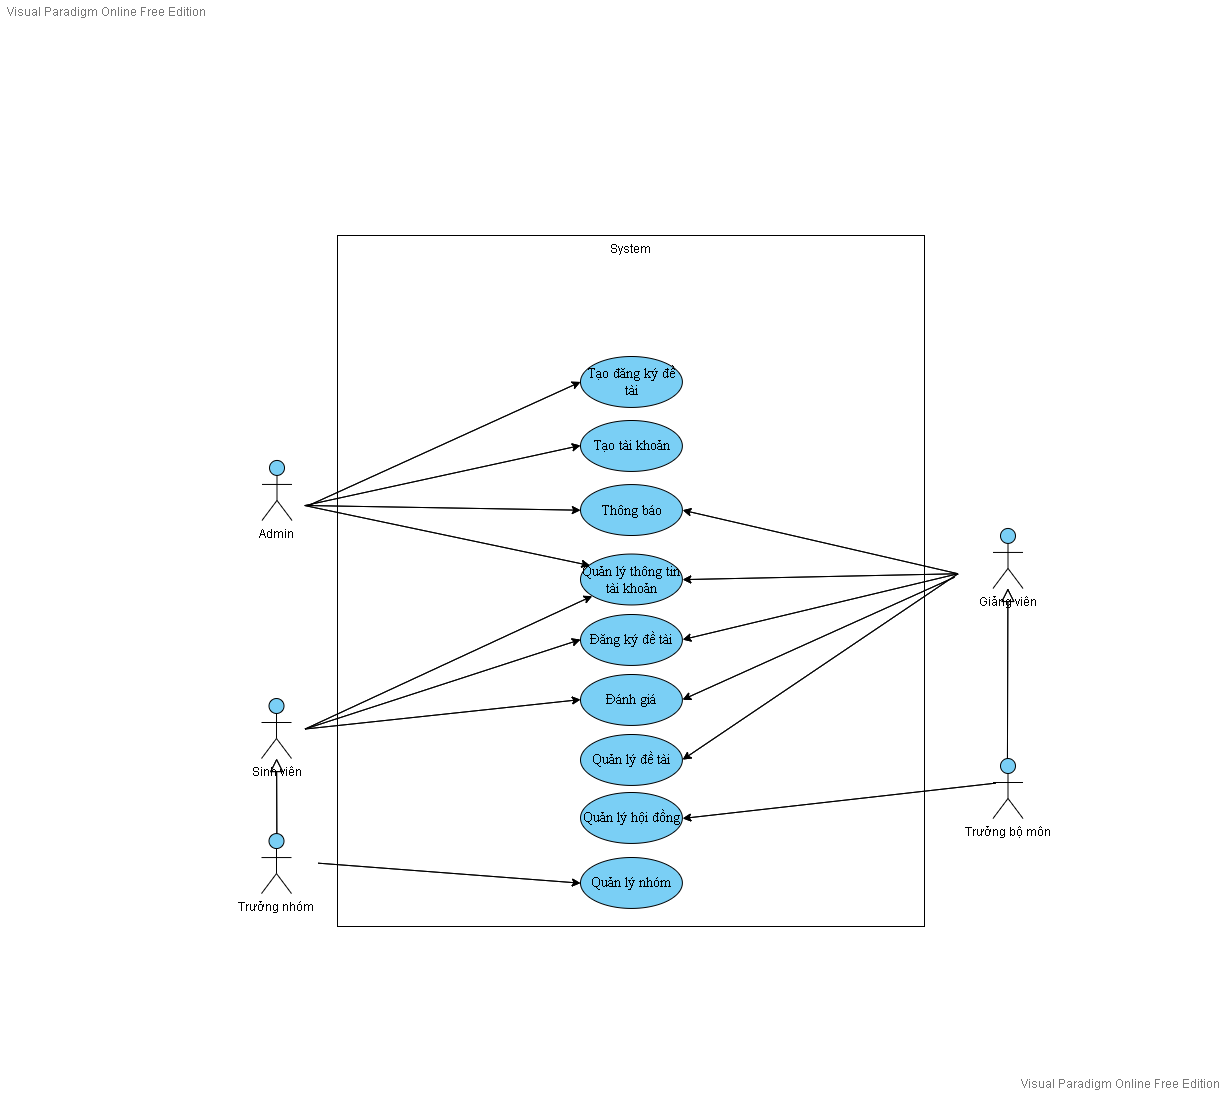 Visual Paradigm Online Free Edition
System
Tạo đăng ký đề
tài
Tạo tài khoản
Thông báo
Admin
Quản lý thông tin
tài khoản
Giảng viên
Đăng ký đề tài
Đánh giá
Quản lý đề tài
Sinh viên
Quản lý hội đồng
Trưởng bộ môn
Quản lý nhóm
Trưởng nhóm
Visual Paradigm Online Free Edition